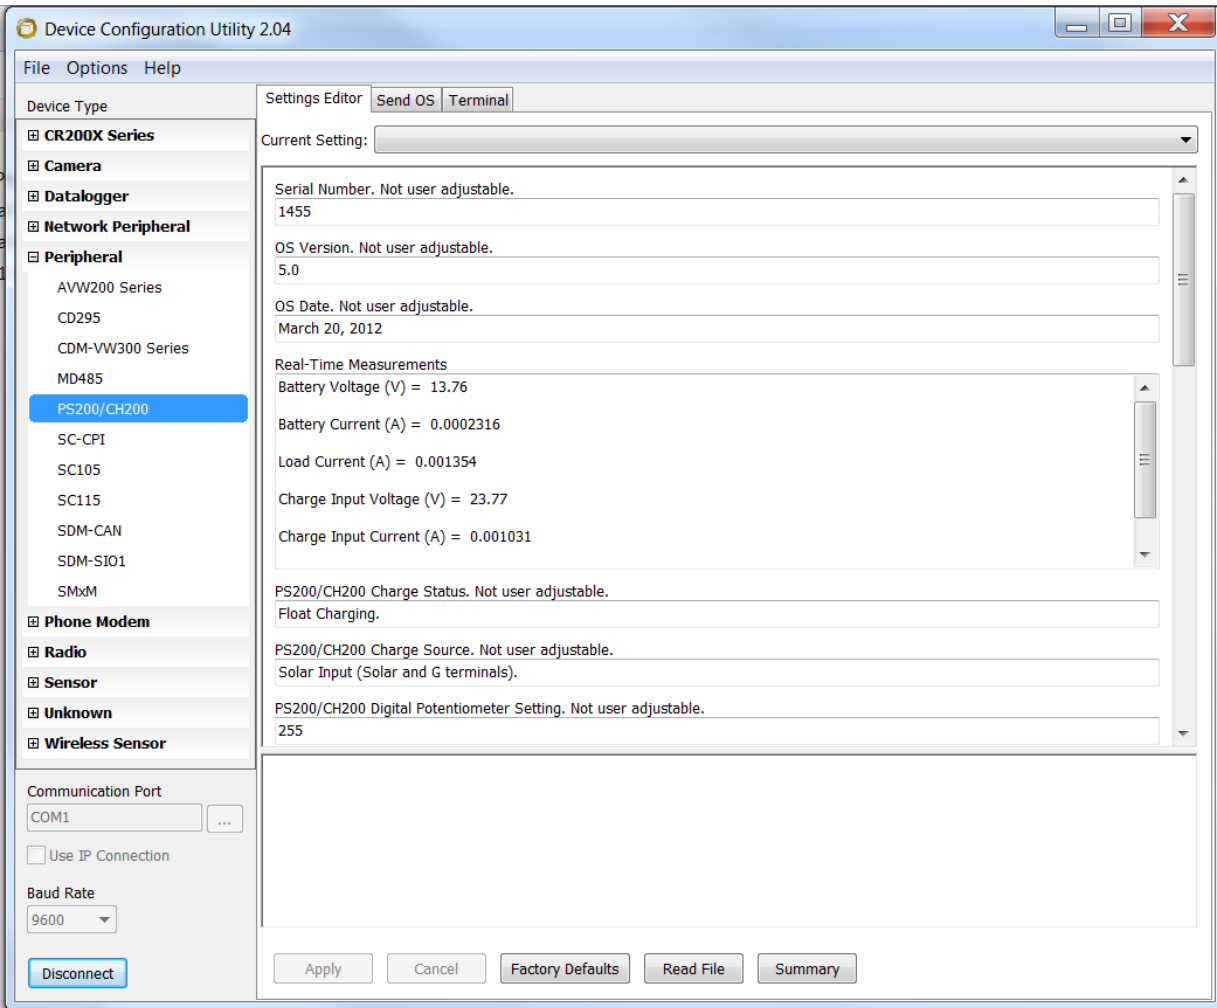 Device Configuration Utility 2.04
File Options Help
Device Type
CR200X Series
Camera
Datalogger
Network Peripheral
Peripheral
AVW200 Series
CD295
CDM-VW300 Series
MD485
PS200/CH200
SC-CPI
SC105
SC115
SDM-CAN
SDM-SIO1
SMxM
Phone Modem
Radio
Sensor
Unknown
Wireless Sensor
Communication Port
COM1
...
Use IP Connection
Baud Rate
9600
Disconnect
Settings Editor Send OS Terminal
Current Setting:
Serial Number. Not user adjustable.
1455
OS Version. Not user adjustable.
5.0
OS Date. Not user adjustable.
March 20, 2012
Real-Time Measurements
Battery Voltage (V) = 13.76
Battery Current (A) = 0.0002316
Load Current (A) = 0.001354
Charge Input Voltage (V) = 23.77
Charge Input Current (A) = 0.001031
PS200/CH200 Charge Status. Not user adjustable.
Float Charging.
PS200/CH200 Charge Source. Not user adjustable.
Solar Input (Solar and G terminals).
PS200/CH200 Digital Potentiometer Setting. Not user adjustable.
255
Apply Cancel Factory Defaults Read File Summary